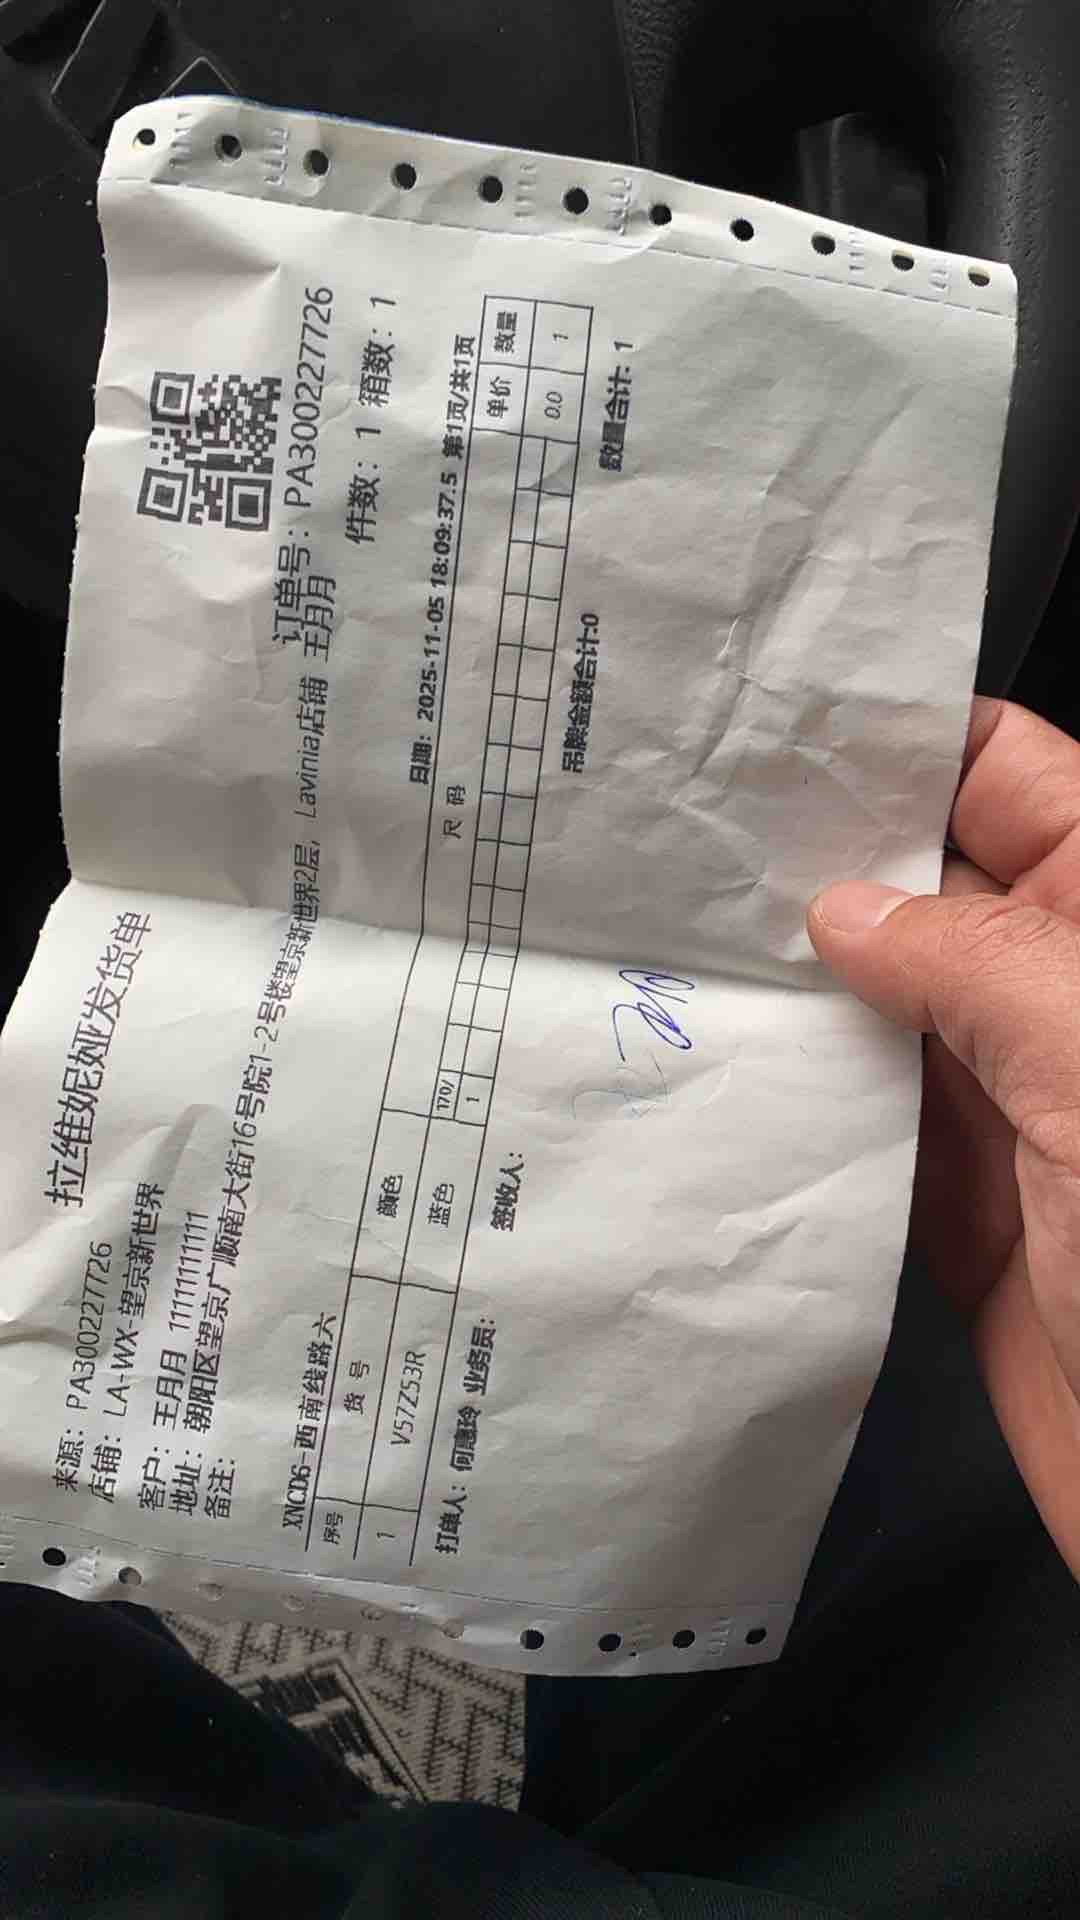 拉维妮娅发货单
来源：PA300227726
店铺：LA-WX-望京新世界
订单号：PA300227726
客户：王月月 11111111111
件数：1 箱数：1
地址：朝阳区望京广顺南大街16号院1-2号楼望京新世界2层，Lavinia店铺 王月月
备注：
XNCD6-西南线路六 日期：2025-11-05 18:09:37.5 第1页/共1页
序号 货号 颜色 尺码 单价 数量
170/
1 V57Z53R 蓝色 1 0.0 1
打单人：何惠玲 业务员： 签收人： 吊牌金额合计:0 数量合计: 1